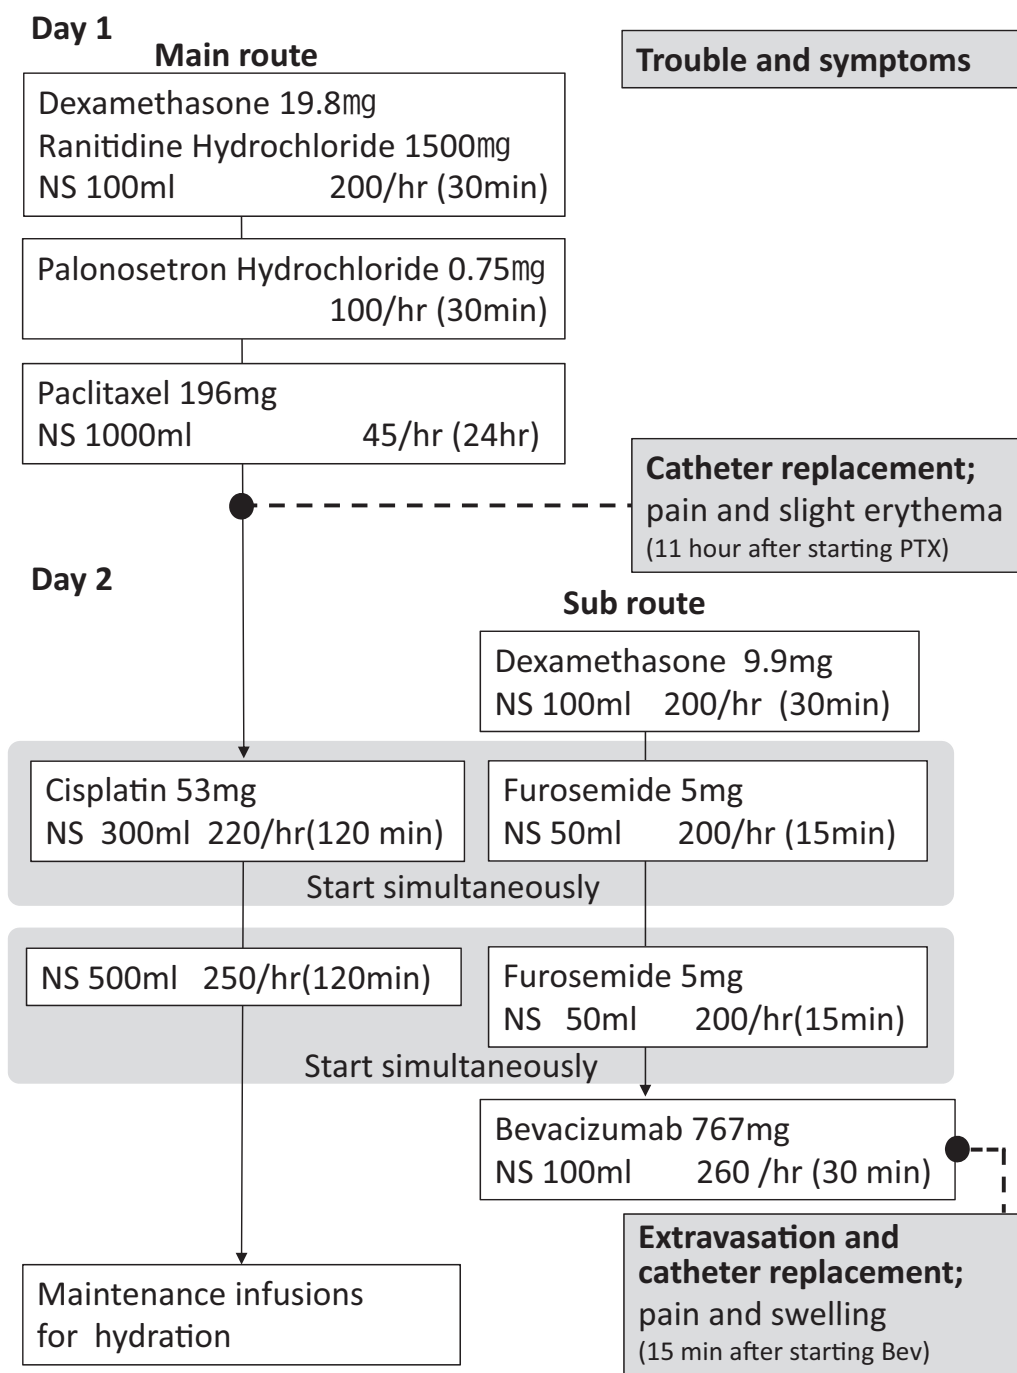 Day 1
Main route
Trouble and symptoms
Dexamethasone 19.8mg
Ranitidine Hydrochloride 1500mg
NS 100ml 200/hr (30min)
Palonosetron Hydrochloride 0.75mg
100/hr (30min)
Paclitaxel 196mg
NS 1000ml 45/hr (24hr)
Catheter replacement;
pain and slight erythema
(11 hour after starting PTX)
Day 2
Sub route
Dexamethasone 9.9mg
NS 100ml 200/hr (30min)
Cisplatin 53mg
NS 300ml 220/hr(120 min)
Furosemide 5mg
NS 50ml 200/hr (15min)
Start simultaneously
NS 500ml 250/hr(120min)
Furosemide 5mg
NS 50ml 200/hr(15min)
Start simultaneously
Bevacizumab 767mg
NS 100ml 260 /hr (30 min)
Extravasation and
catheter replacement;
pain and swelling
(15 min after starting Bev)
Maintenance infusions
for hydration